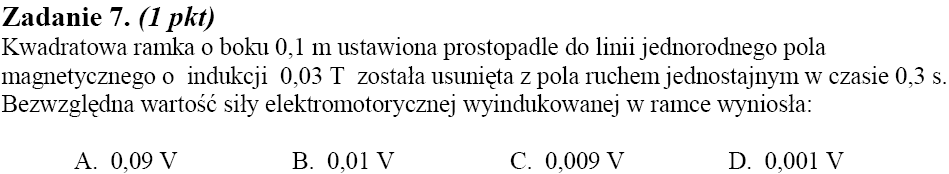 Zadanie 7. (1 pkt)
Kwadratowa ramka o boku 0,1 m ustawiona prostopadle do linii jednorodnego pola
magnetycznego o indukcji 0,03 T została usunięta z pola ruchem jednostajnym w czasie 0,3 s.
Bezwzględna wartość siły elektromotorycznej wyindukowanej w ramce wyniosła:
A. 0,09 V B. 0,01 V C. 0,009 V D. 0,001 V